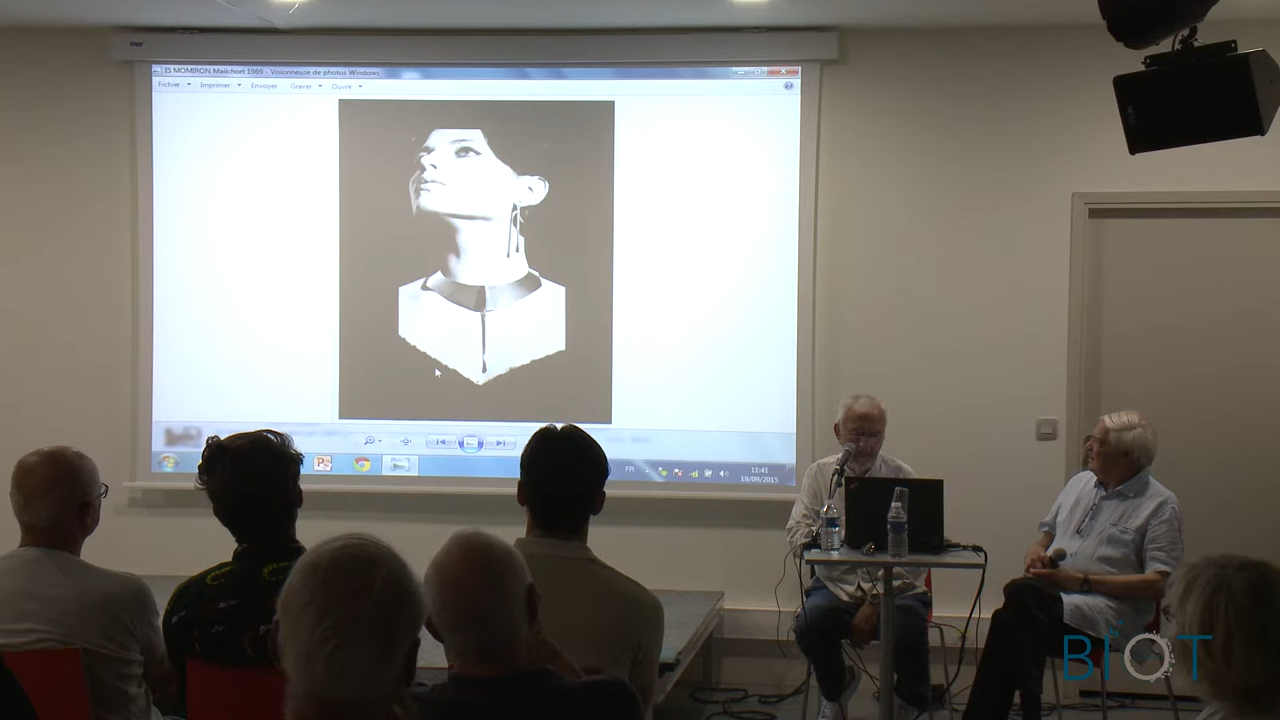 15 MOMIRON Mailchort 1969 - Visionneuse de photos Windows
Fichier Imprimer Envoyer Graver Ouvrir
FR
11:41
19/09/2015
BIOT